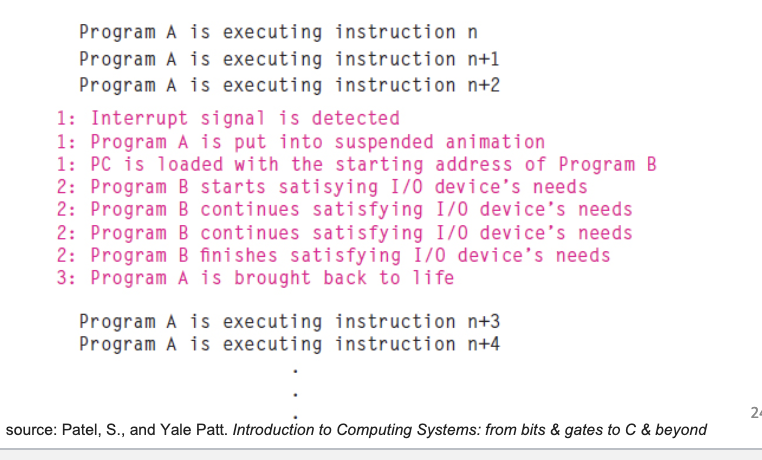 Program A is executing instruction n
Program A is executing instruction n+1
Program A is executing instruction n+2
1: Interrupt signal is detected
1: Program A is put into suspended animation
1: PC is loaded with the starting address of Program B
2: Program B starts satisying I/O device's needs
2: Program B continues satisfying I/O device's needs
2: Program B continues satisfying I/O device's needs
2: Program B finishes satisfying I/O device's needs
3: Program A is brought back to life
Program A is executing instruction n+3
Program A is executing instruction n+4
.
.
.
24
source: Patel, S., and Yale Patt. Introduction to Computing Systems: from bits & gates to C & beyond